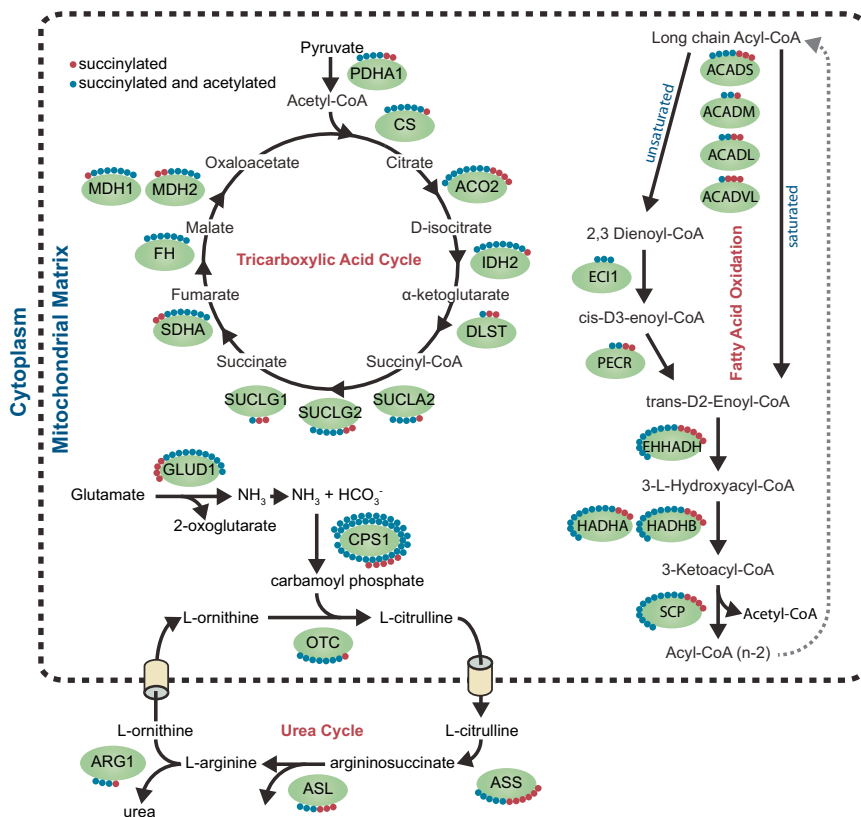 succinylated
succinylated and acetylated
Cytoplasm
Mitochondrial Matrix
Pyruvate
PDHA1
Acetyl-CoA
CS
Oxaloacetate
Citrate
MDH1
MDH2
ACO2
Malate
D-isocitrate
FH
Tricarboxylic Acid Cycle
IDH2
Fumarate
α-ketoglutarate
SDHA
DLST
Succinate
Succinyl-CoA
SUCLG1
SUCLG2
SUCLA2
GLUD1
Glutamate
NH₃
NH₃ + HCO₃⁻
2-oxoglutarate
CPS1
carbamoyl phosphate
L-ornithine
L-citrulline
OTC
L-ornithine
Urea Cycle
L-citrulline
ARG1
L-arginine
argininosuccinate
ASL
ASS
urea
Long chain Acyl-CoA
ACADS
ACADM
ACADL
ACADVL
unsaturated
saturated
2,3 Dienoyl-CoA
ECI1
Fatty Acid Oxidation
cis-D3-enoyl-CoA
PECR
trans-D2-Enoyl-CoA
EHHADH
3-L-Hydroxyacyl-CoA
HADHA
HADHB
3-Ketoacyl-CoA
SCP
Acetyl-CoA
Acyl-CoA (n-2)